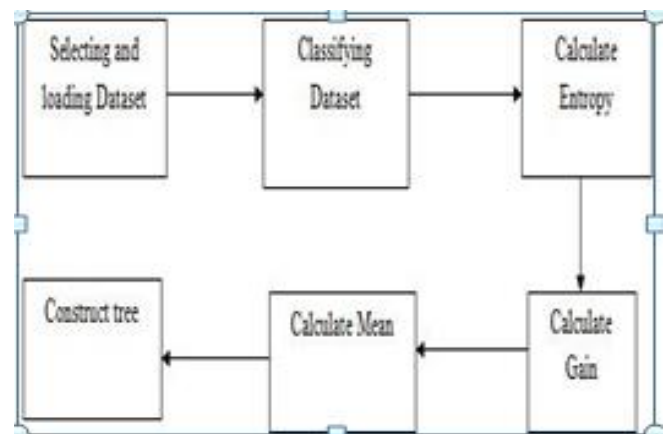 Selecting and
loading Dataset
Classifying
Dataset
Calculate
Entropy
Calculate
Gain
Calculate Mean
Construct tree